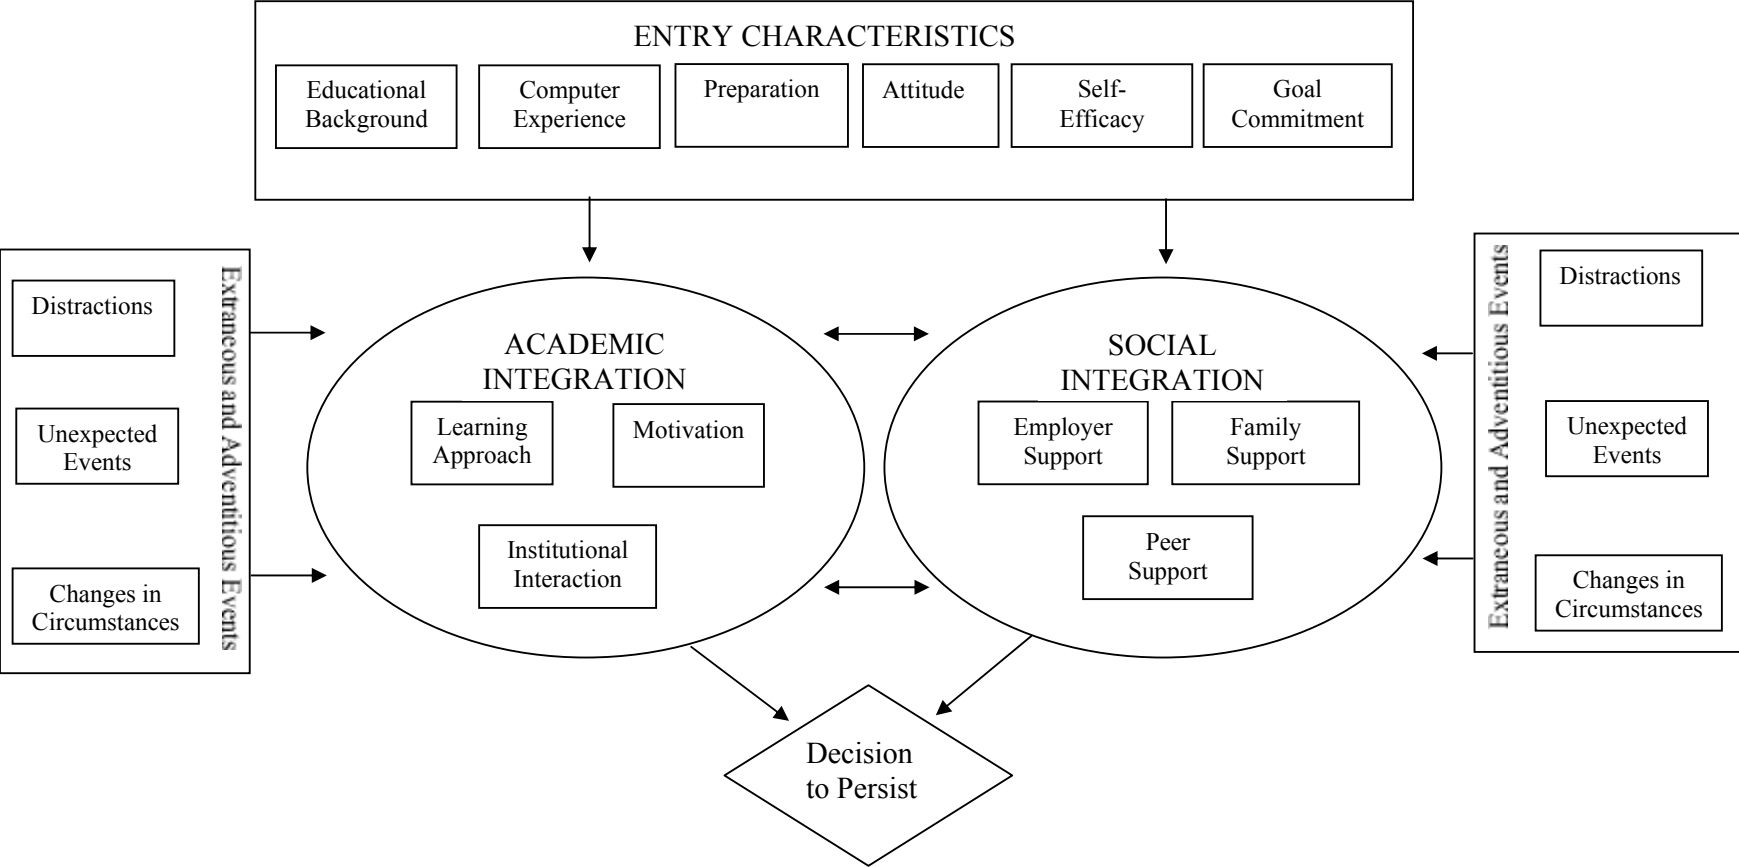 ENTRY CHARACTERISTICS
Educational
Background
Computer
Experience
Preparation
Attitude
Self-
Efficacy
Goal
Commitment
Extraneous and Adventitious Events
Distractions
Unexpected
Events
Changes in
Circumstances
ACADEMIC
INTEGRATION
Learning
Approach
Motivation
Institutional
Interaction
SOCIAL
INTEGRATION
Employer
Support
Family
Support
Peer
Support
Extraneous and Adventitious Events
Distractions
Unexpected
Events
Changes in
Circumstances
Decision
to Persist